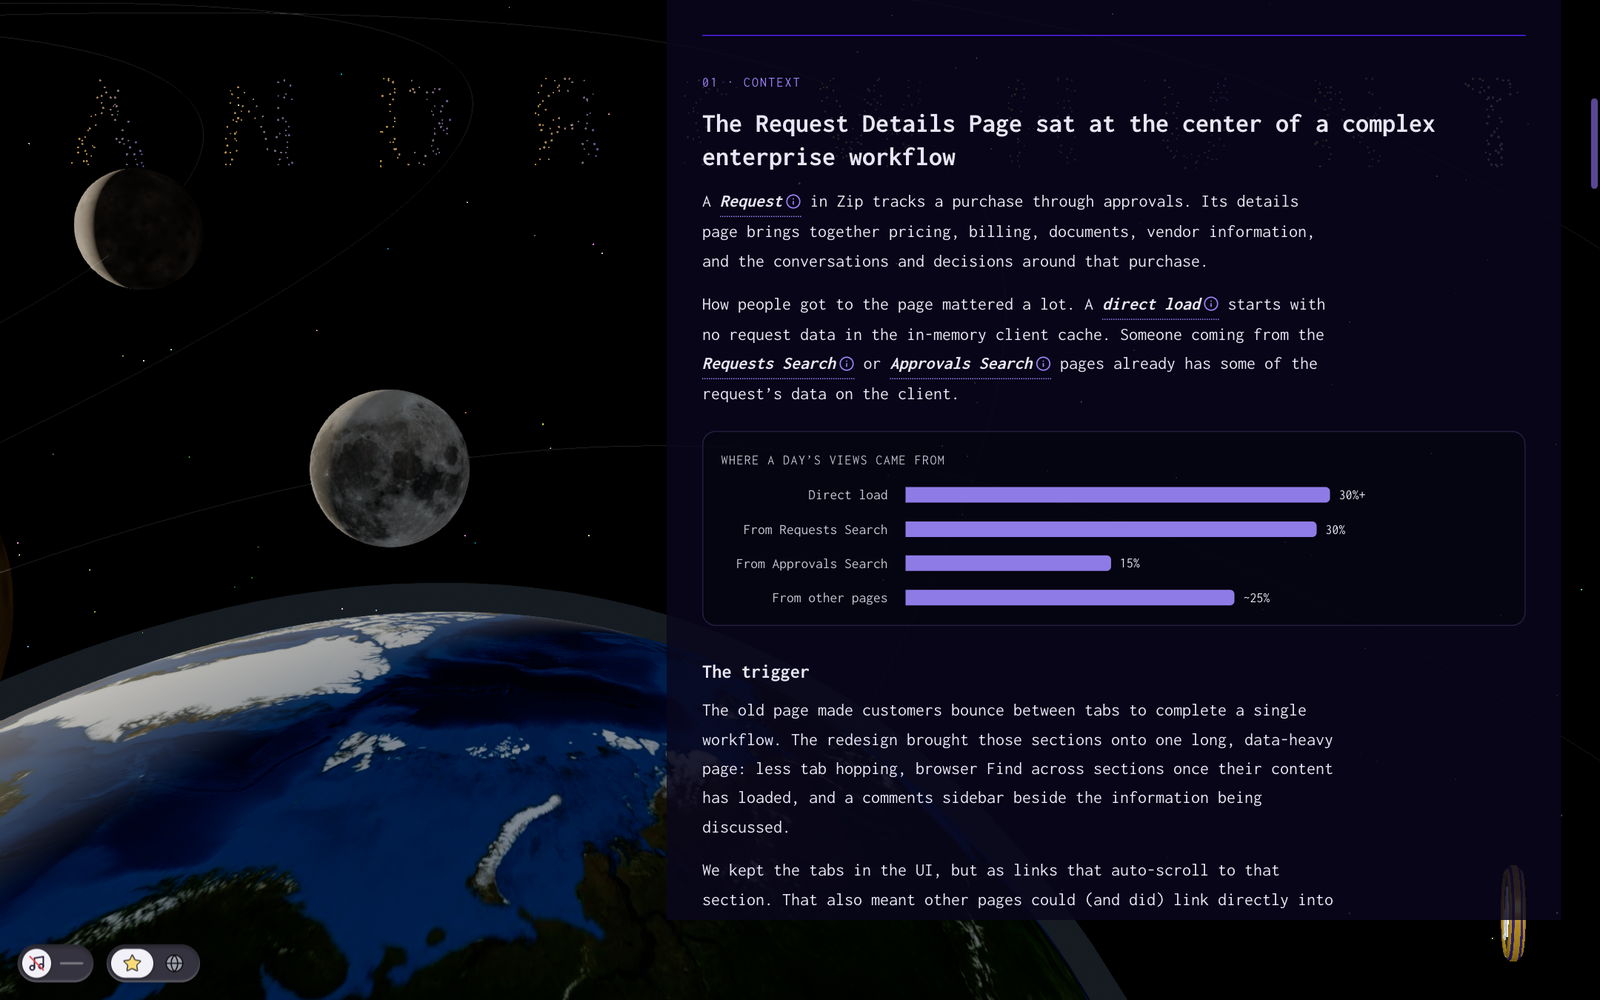 A N D R
01 · CONTEXT
The Request Details Page sat at the center of a complex
enterprise workflow
A Request in Zip tracks a purchase through approvals. Its details
page brings together pricing, billing, documents, vendor information,
and the conversations and decisions around that purchase.
How people got to the page mattered a lot. A direct load starts with
no request data in the in-memory client cache. Someone coming from the
Requests Search or Approvals Search pages already has some of the
request’s data on the client.
WHERE A DAY’S VIEWS CAME FROM
Direct load 30%+
From Requests Search 30%
From Approvals Search 15%
From other pages ~25%
The trigger
The old page made customers bounce between tabs to complete a single
workflow. The redesign brought those sections onto one long, data-heavy
page: less tab hopping, browser Find across sections once their content
has loaded, and a comments sidebar beside the information being
discussed.
We kept the tabs in the UI, but as links that auto-scroll to that
section. That also meant other pages could (and did) link directly into